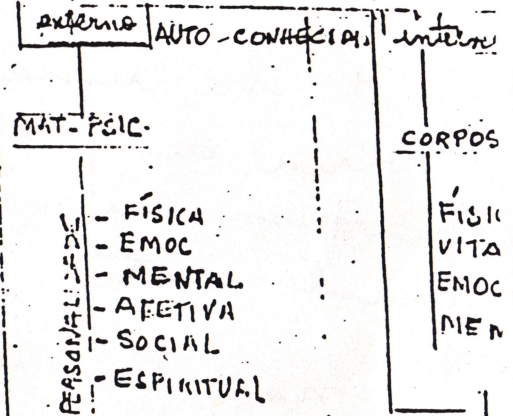 externo
AUTO-CONHECIM.
MAT-PSIC.
CORPOS
PERSONALIDADE
- FÍSICA
- EMOC
- MENTAL
- AFETIVA
- SOCIAL
- ESPIRITUAL
FÍSI
VITA
EMOC
MEN